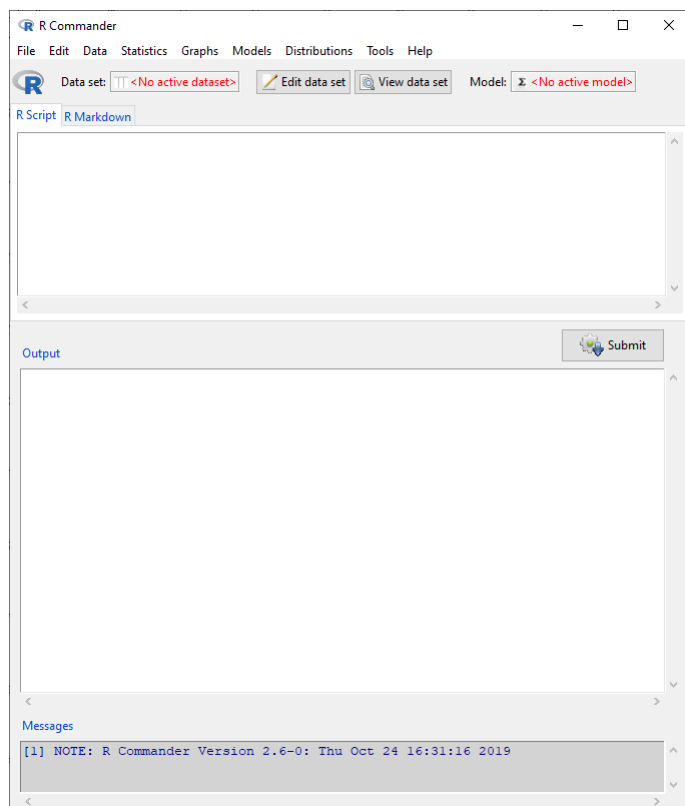 R Commander
File Edit Data Statistics Graphs Models Distributions Tools Help
R Data set: <No active dataset> Edit data set View data set Model: Σ <No active model>
R Script R Markdown
Output
Submit
Messages
[1] NOTE: R Commander Version 2.6-0: Thu Oct 24 16:31:16 2019